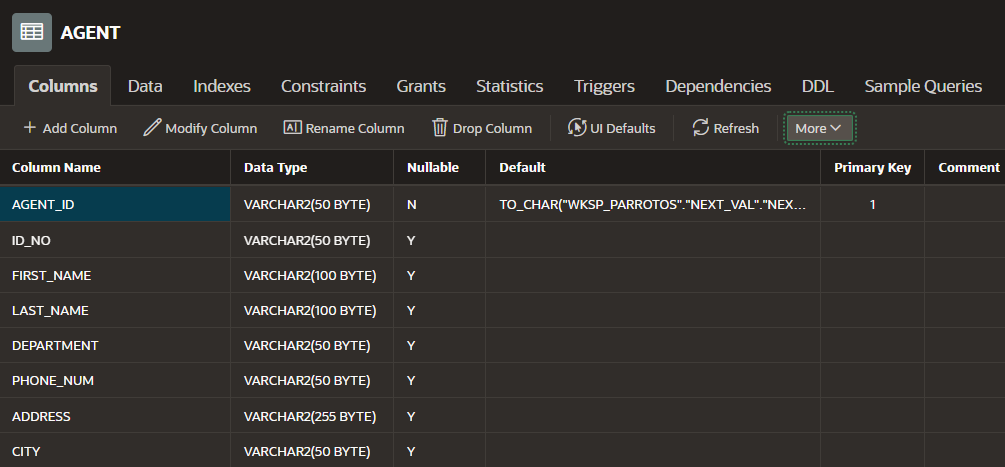 AGENT
Columns Data Indexes Constraints Grants Statistics Triggers Dependencies DDL Sample Queries
Add Column Modify Column Rename Column Drop Column UI Defaults Refresh More
Column Name Data Type Nullable Default Primary Key Comment
AGENT_ID VARCHAR2(50 BYTE) N TO_CHAR("WKSP_PARROTOS"."NEXT_VAL"."NEX... 1
ID_NO VARCHAR2(50 BYTE) Y
FIRST_NAME VARCHAR2(100 BYTE) Y
LAST_NAME VARCHAR2(100 BYTE) Y
DEPARTMENT VARCHAR2(50 BYTE) Y
PHONE_NUM VARCHAR2(50 BYTE) Y
ADDRESS VARCHAR2(255 BYTE) Y
CITY VARCHAR2(50 BYTE) Y